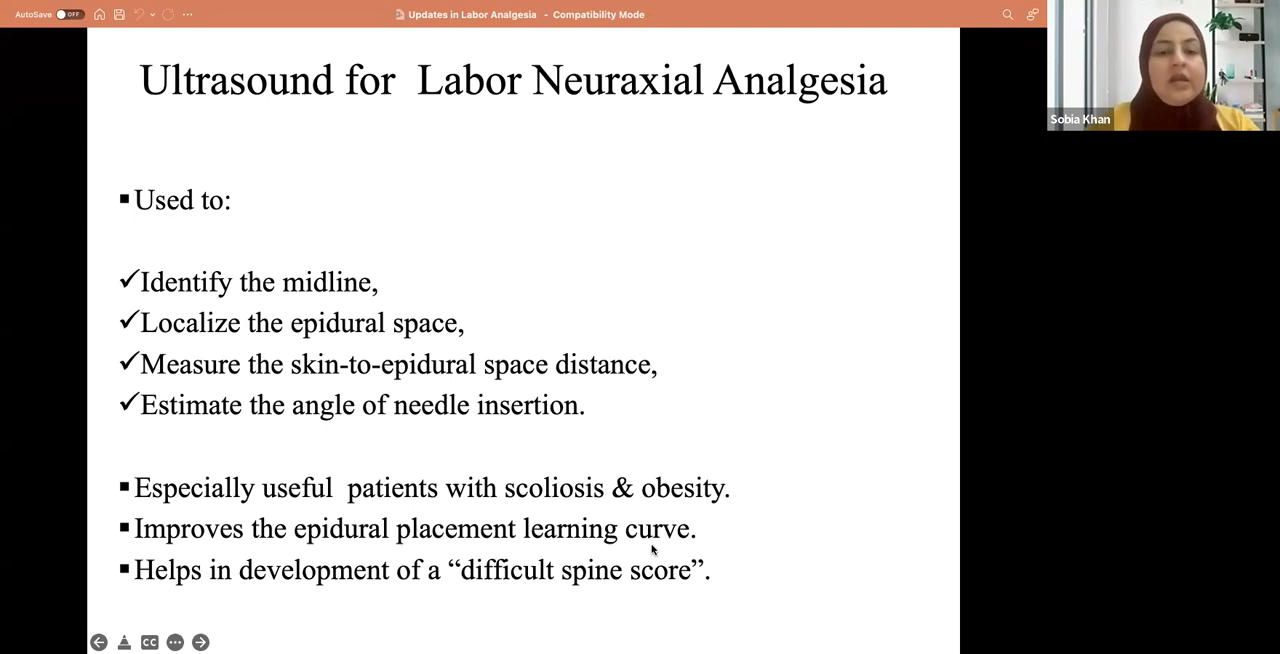 AutoSave OFF
Updates in Labor Analgesia - Compatibility Mode
Sobia Khan
Ultrasound for Labor Neuraxial Analgesia
▪Used to:
✓Identify the midline,
✓Localize the epidural space,
✓Measure the skin-to-epidural space distance,
✓Estimate the angle of needle insertion.
▪Especially useful patients with scoliosis & obesity.
▪Improves the epidural placement learning curve.
▪Helps in development of a “difficult spine score”.
CC